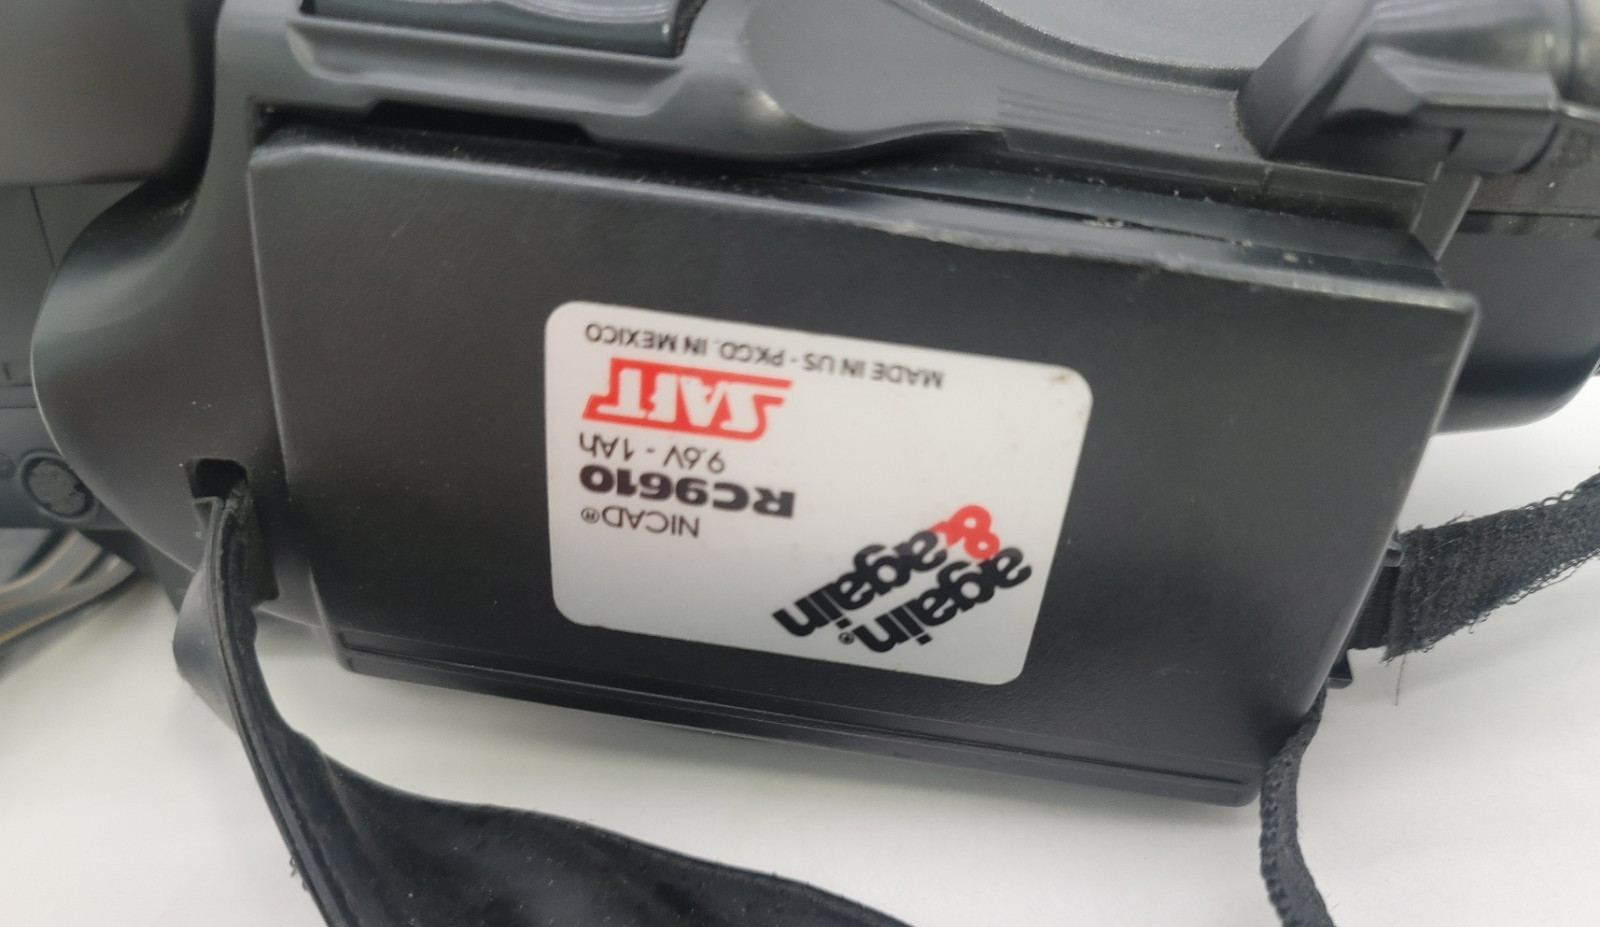 again
& again®
NICAD®
RC9610
9.6V - 1Ah
SAFT
MADE IN US - PKGD. IN MEXICO